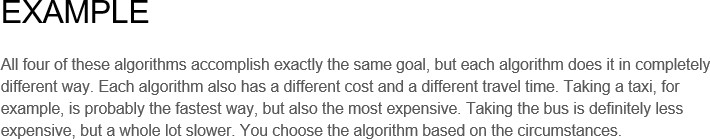 EXAMPLE
All four of these algorithms accomplish exactly the same goal, but each algorithm does it in completely
different way. Each algorithm also has a different cost and a different travel time. Taking a taxi, for
example, is probably the fastest way, but also the most expensive. Taking the bus is definitely less
expensive, but a whole lot slower. You choose the algorithm based on the circumstances.